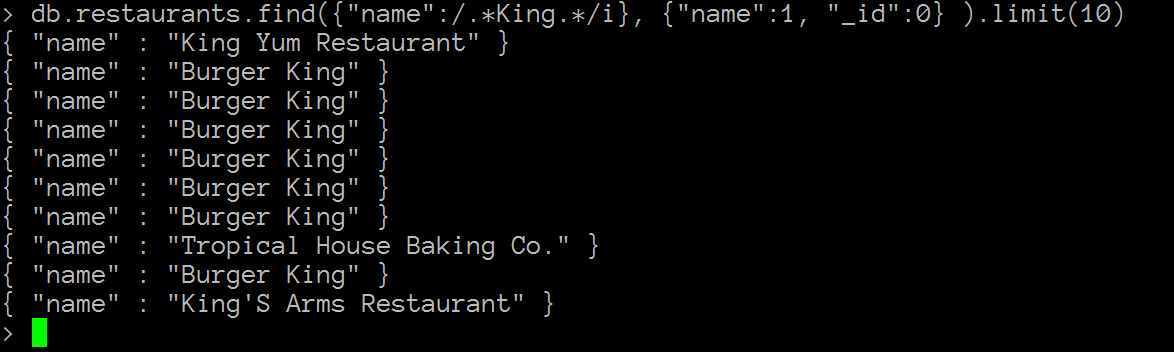 > db.restaurants.find({"name":/.*King.*/i}, {"name":1, "_id":0} ).limit(10)
{ "name" : "King Yum Restaurant" }
{ "name" : "Burger King" }
{ "name" : "Burger King" }
{ "name" : "Burger King" }
{ "name" : "Burger King" }
{ "name" : "Burger King" }
{ "name" : "Burger King" }
{ "name" : "Tropical House Baking Co." }
{ "name" : "Burger King" }
{ "name" : "King'S Arms Restaurant" }
>